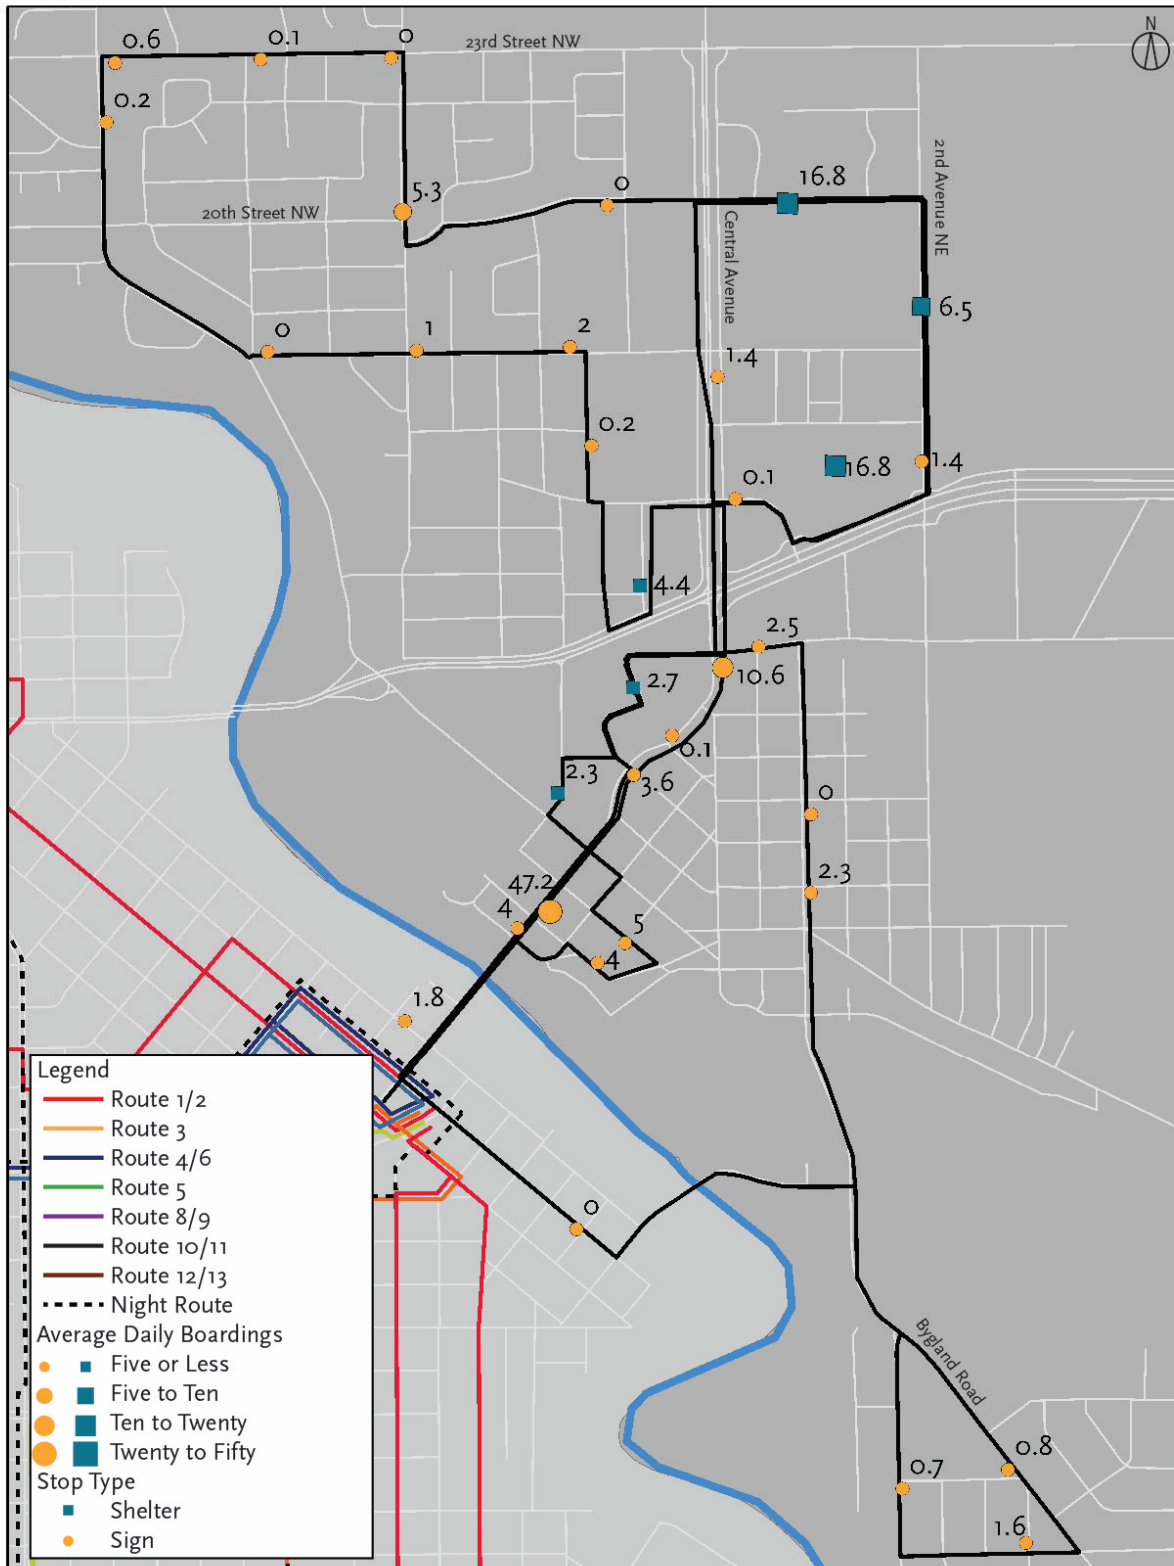 N
0.6
0.1
0
23rd Street NW
0.2
2nd Avenue NE
16.8
5.3
0
20th Street NW
Central Avenue
6.5
0
1
2
1.4
0.2
16.8
1.4
0.1
4.4
2.5
2.7
10.6
0.1
2.3
3.6
0
47.2
2.3
4
5
4
1.8
0
Bygland Road
0.8
0.7
1.6
Legend
Route 1/2
Route 3
Route 4/6
Route 5
Route 8/9
Route 10/11
Route 12/13
Night Route
Average Daily Boardings
Five or Less
Five to Ten
Ten to Twenty
Twenty to Fifty
Stop Type
Shelter
Sign